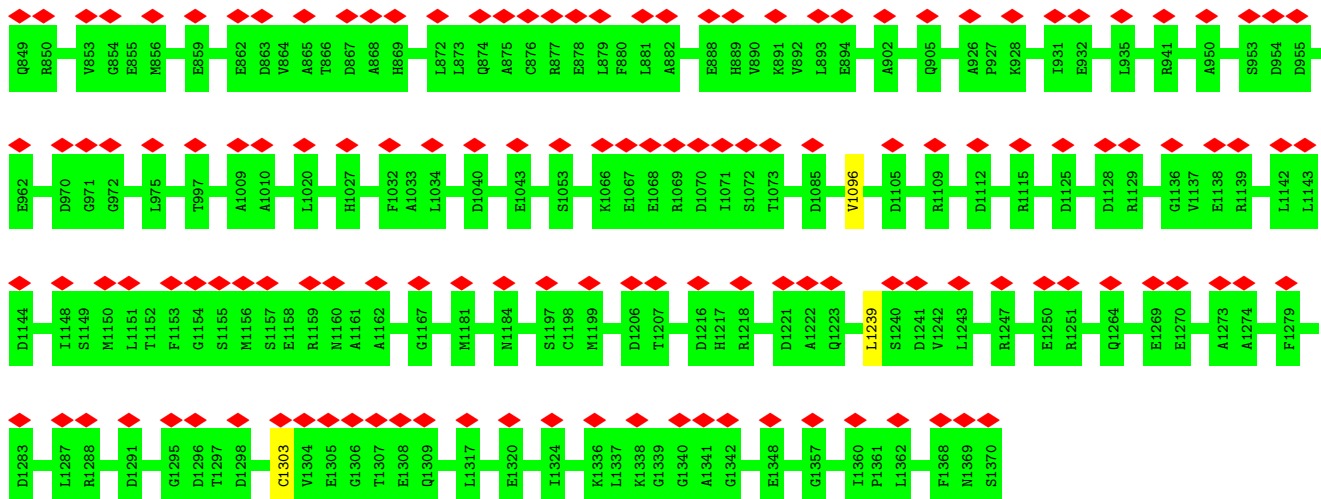 Q849 R850 V853 G854 E855 M856 E859 E862 D863 V864 A865 T866 D867 A868 H869 L872 L873 Q874 A875 C876 R877 E878 L879 F880 L881 A882 E888 H889 V890 K891 V892 L893 E894 A902 Q905 A926 P927 K928 I931 E932 L935 R941 A950 S953 D954 D955
E962 D970 G971 G972 L975 T997 A1009 A1010 L1020 H1027 F1032 A1033 L1034 D1040 E1043 S1053 K1066 E1067 E1068 R1069 D1070 I1071 S1072 T1073 D1085 V1096 D1105 R1109 D1112 R1115 D1125 D1128 R1129 G1136 V1137 E1138 R1139 L1142 L1143
D1144 I1148 S1149 M1150 L1151 T1152 F1153 G1154 S1155 M1156 S1157 E1158 R1159 N1160 A1161 A1162 G1167 M1181 N1184 S1197 C1198 M1199 D1206 T1207 D1216 H1217 R1218 D1221 A1222 Q1223 L1239 S1240 D1241 V1242 L1243 R1247 E1250 R1251 Q1264 E1269 E1270 A1273 A1274 F1279
D1283 L1287 R1288 D1291 G1295 D1296 T1297 D1298 C1303 V1304 E1305 G1306 T1307 E1308 Q1309 L1317 E1320 I1324 K1336 L1337 K1338 G1339 G1340 A1341 G1342 E1348 G1357 I1360 P1361 L1362 F1368 N1369 S1370